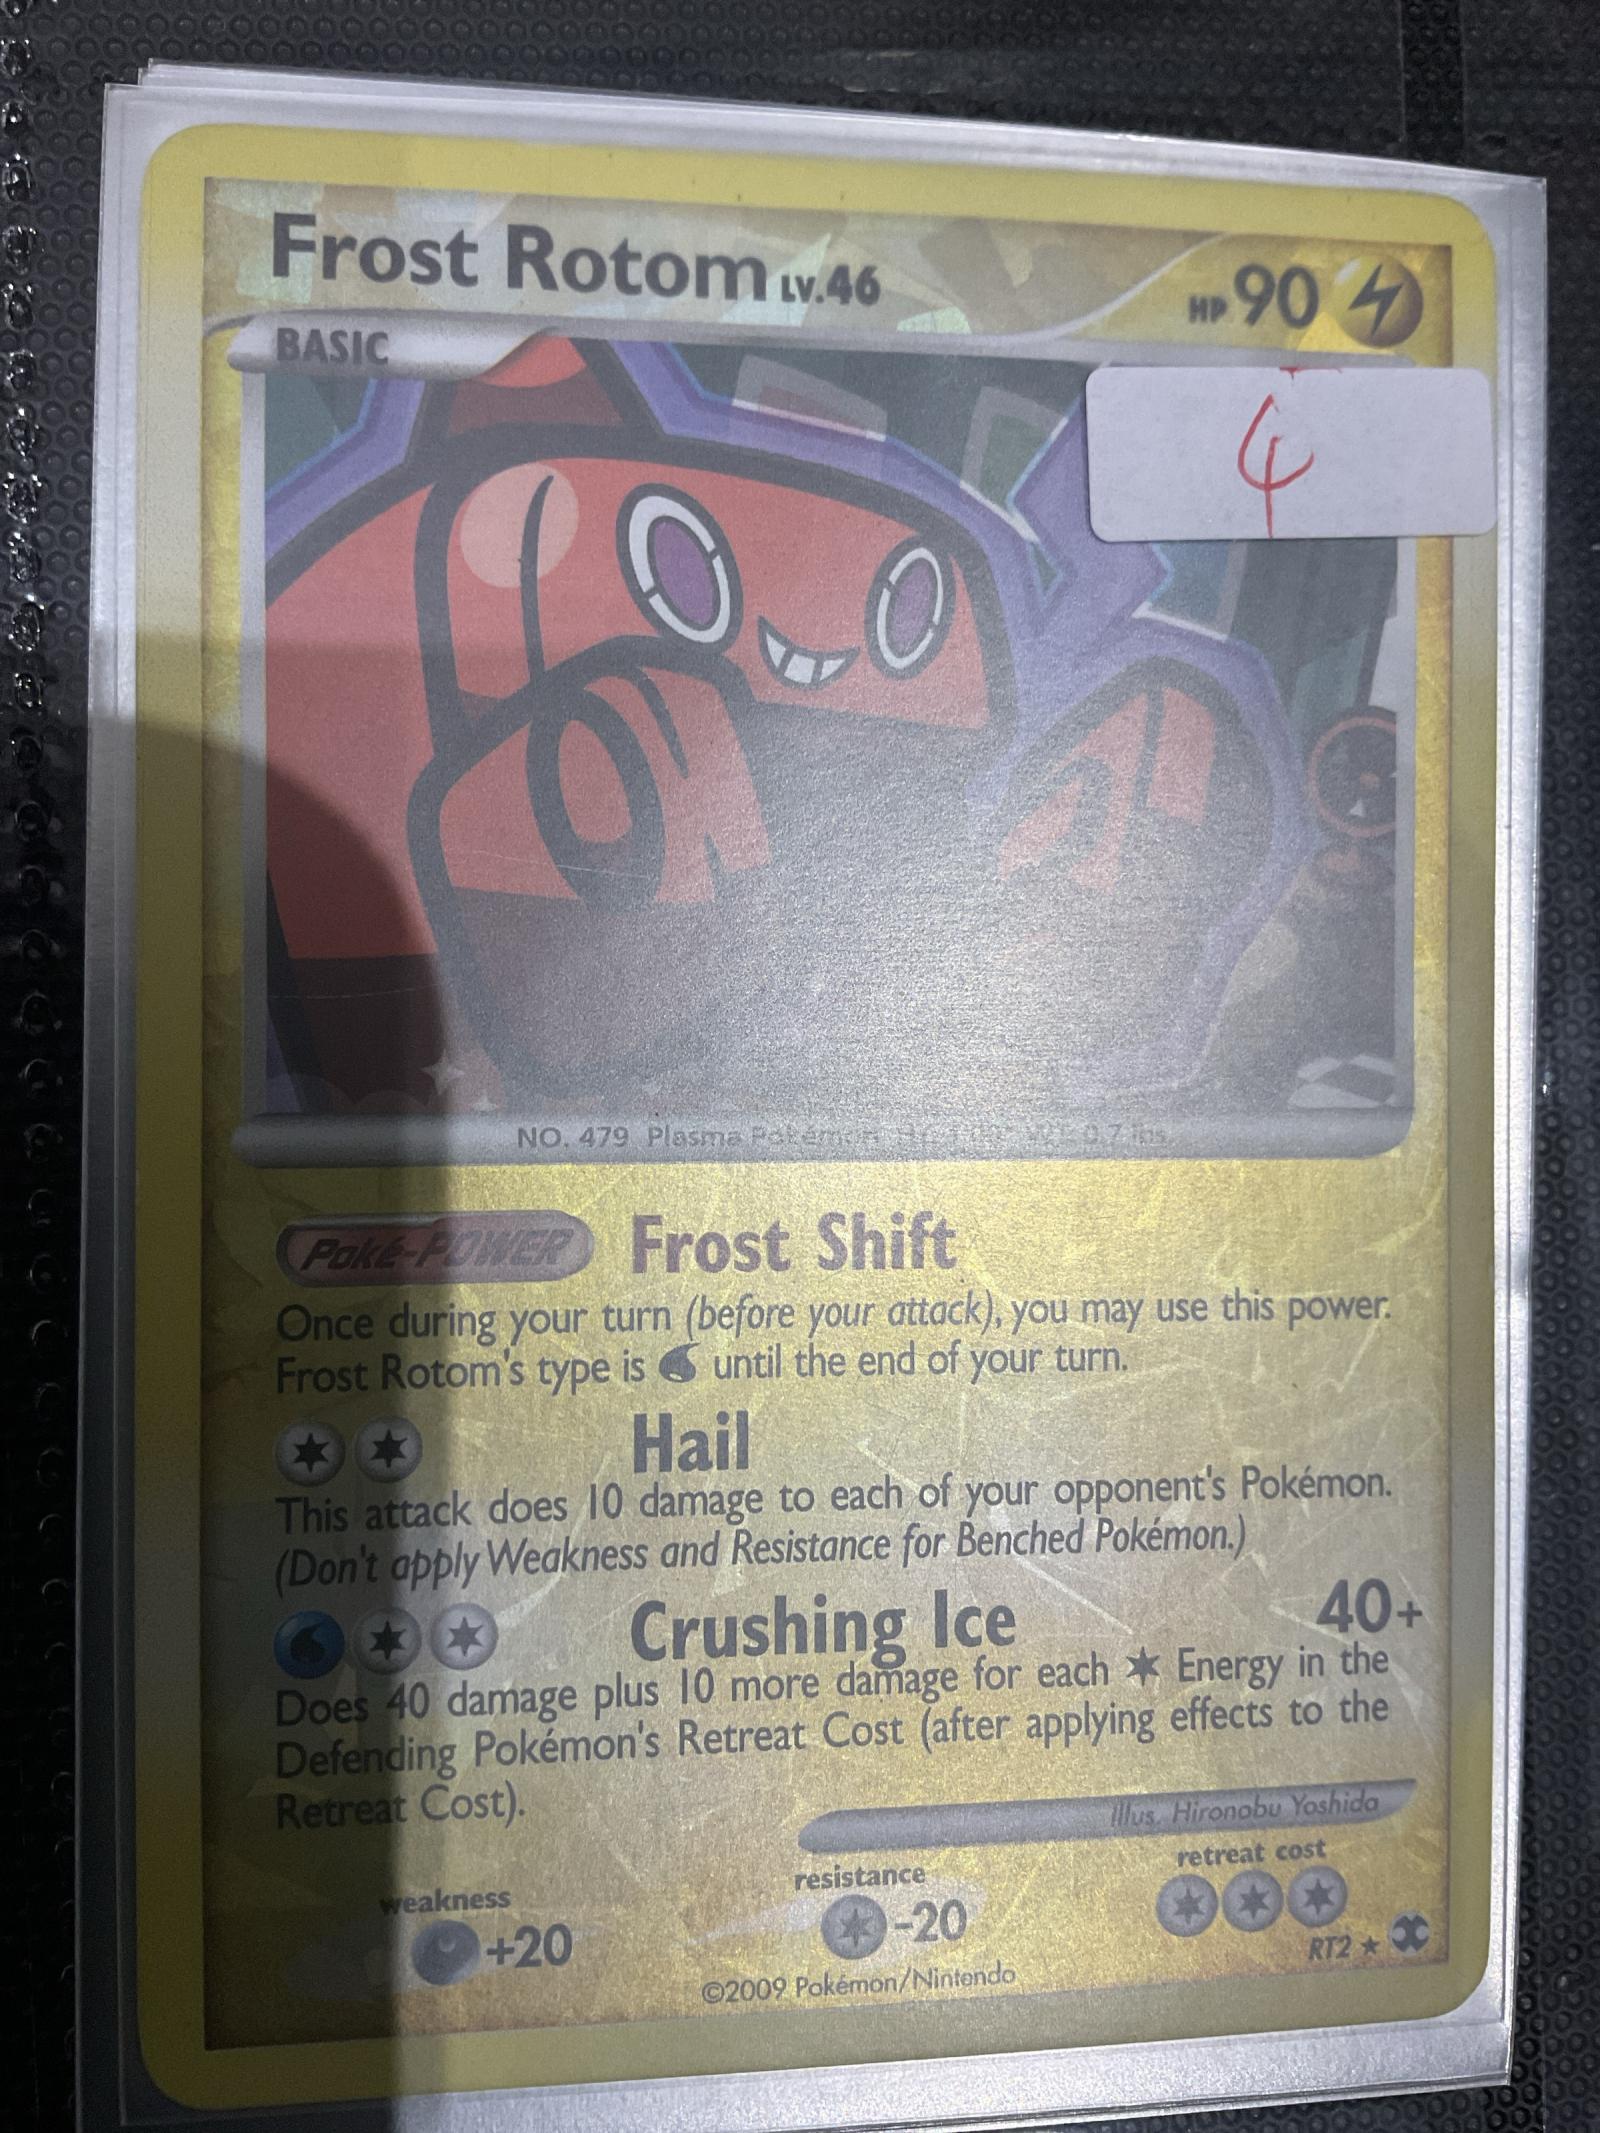 Frost Rotom LV.46
HP 90
BASIC
4
NO. 479 Plasma Pokémon
Poké-POWER Frost Shift
Once during your turn (before your attack), you may use this power.
Frost Rotom's type is until the end of your turn.
Hail
This attack does 10 damage to each of your opponent's Pokémon.
(Don't apply Weakness and Resistance for Benched Pokémon.)
Crushing Ice 40+
Does 40 damage plus 10 more damage for each Energy in the
Defending Pokémon's Retreat Cost (after applying effects to the
Retreat Cost).
Illus. Hironobu Yoshida
weakness resistance retreat cost
+20 -20
RT2
©2009 Pokémon/Nintendo